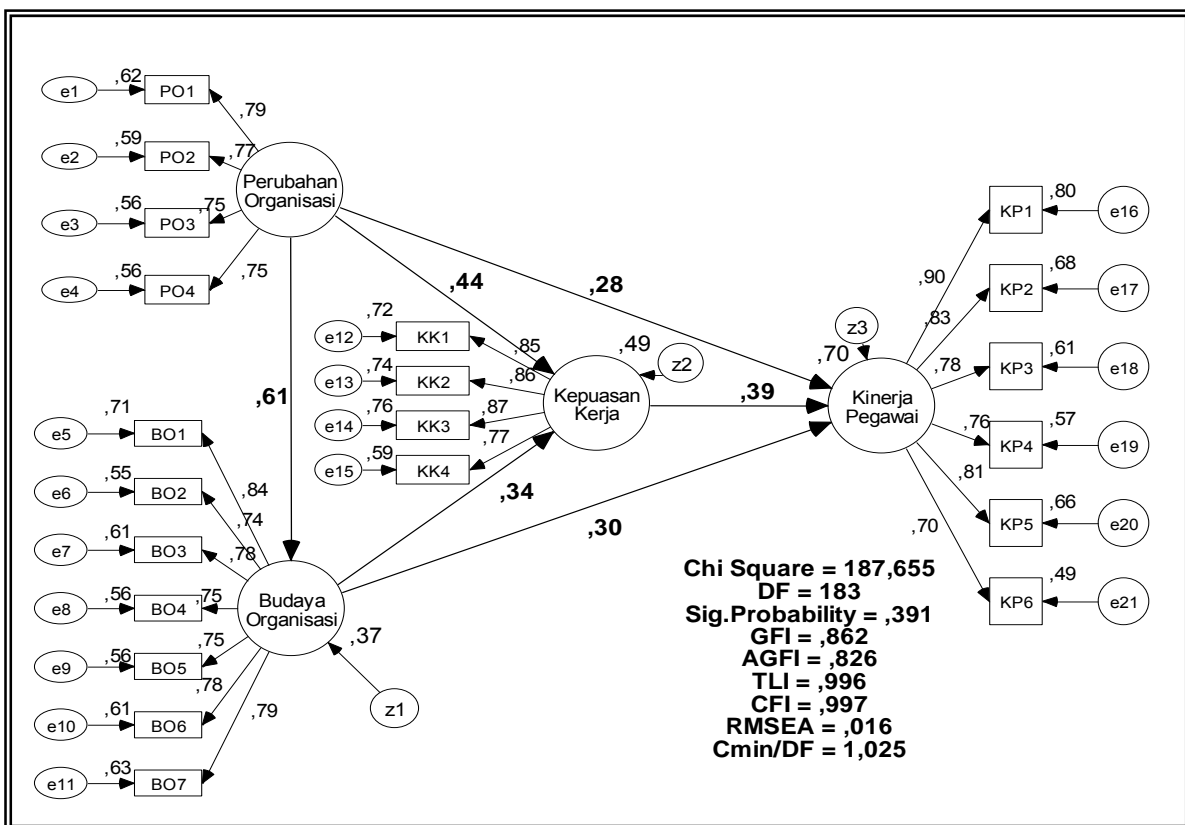 e1
,62
PO1
,79
e2
,59
PO2
,77
e3
,56
PO3
,75
e4
,56
PO4
,75
Perubahan
Organisasi
,44
,28
,61
e12
,72
KK1
,85
e13
,74
KK2
,86
e14
,76
KK3
,87
e15
,59
KK4
,77
Kepuasan
Kerja
,49
z2
,39
,34
,30
z3
,70
Kinerja
Pegawai
,90
KP1
,80
e16
,83
KP2
,68
e17
,78
KP3
,61
e18
,76
KP4
,57
e19
,81
KP5
,66
e20
,70
KP6
,49
e21
e5
,71
BO1
,84
e6
,55
BO2
,74
e7
,61
BO3
,78
e8
,56
BO4
,75
e9
,56
BO5
,75
e10
,61
BO6
,78
e11
,63
BO7
,79
Budaya
Organisasi
,37
z1
Chi Square = 187,655
DF = 183
Sig.Probability = ,391
GFI = ,862
AGFI = ,826
TLI = ,996
CFI = ,997
RMSEA = ,016
Cmin/DF = 1,025